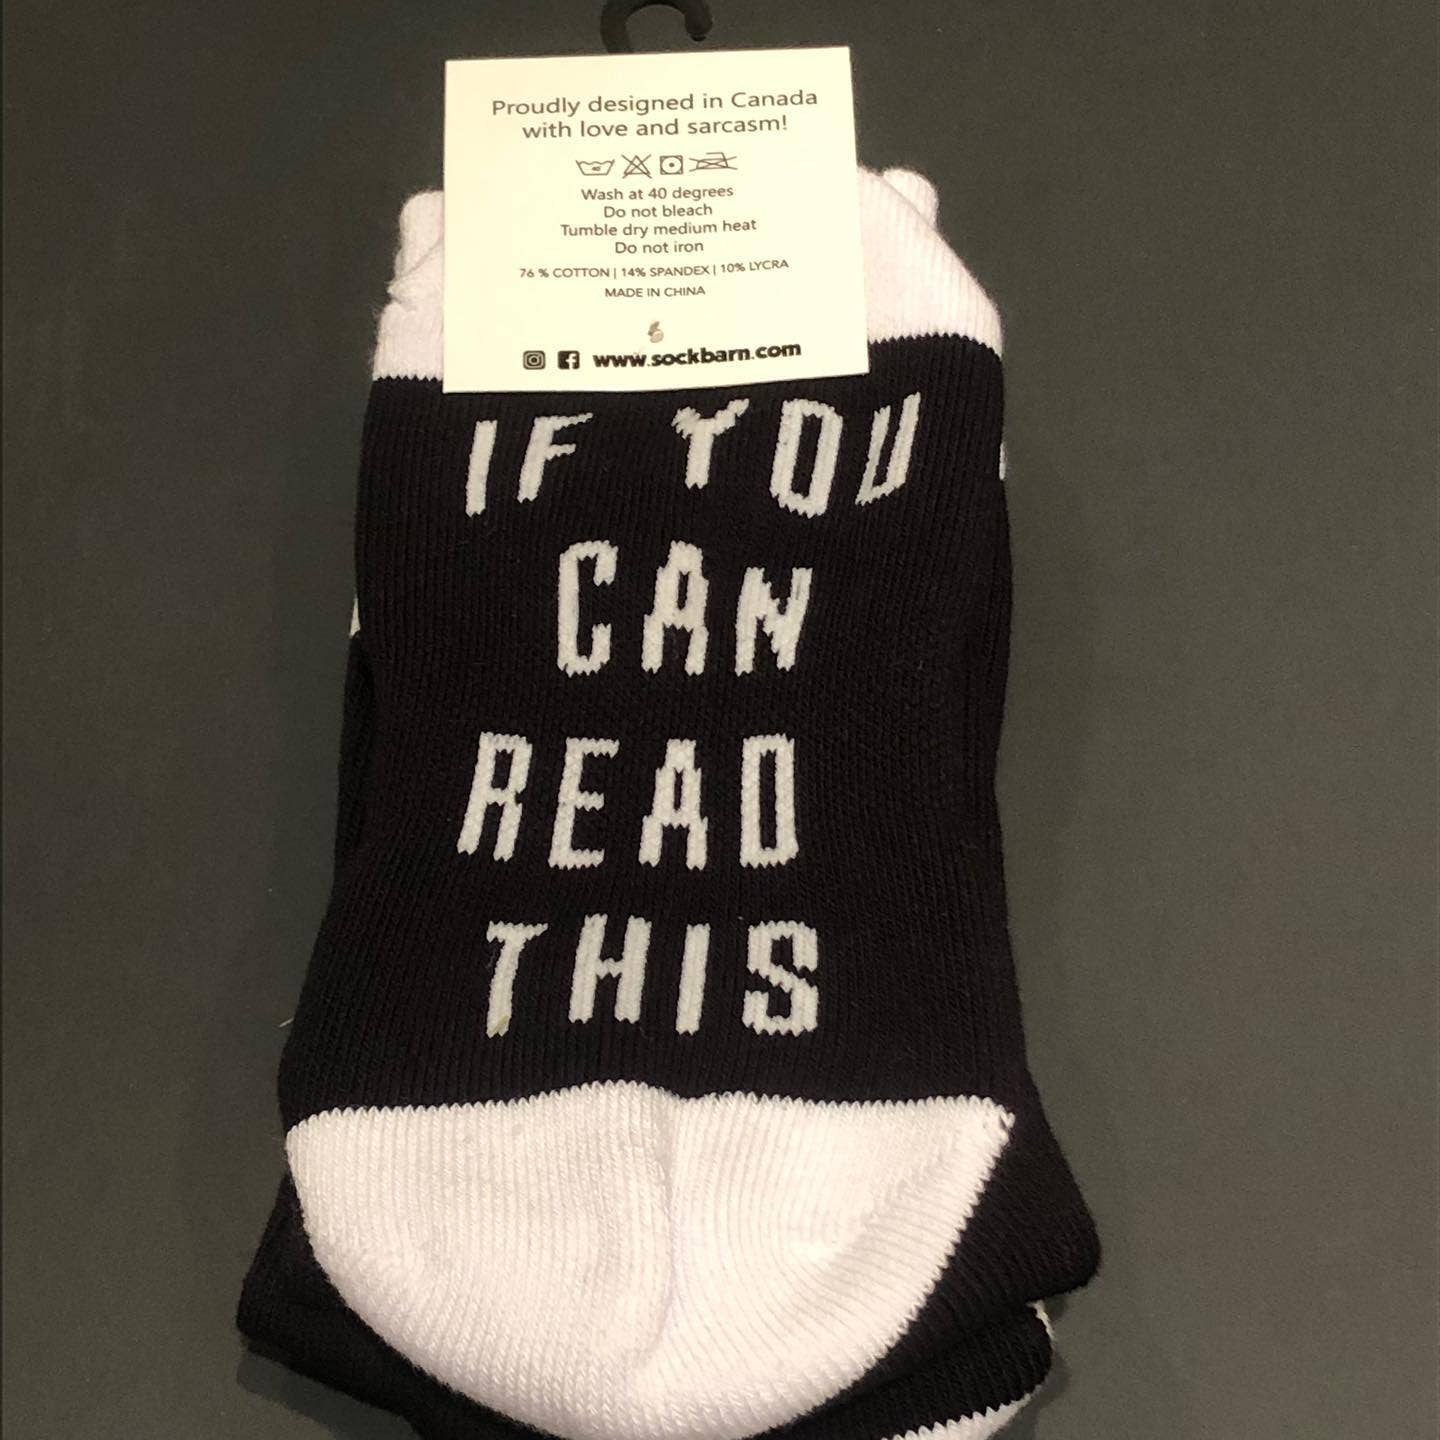 Proudly designed in Canada
with love and sarcasm!
Wash at 40 degrees
Do not bleach
Tumble dry medium heat
Do not iron
76 % COTTON | 14% SPANDEX | 10% LYCRA
MADE IN CHINA
www.sockbarn.com
IF YOU
CAN
READ
THIS